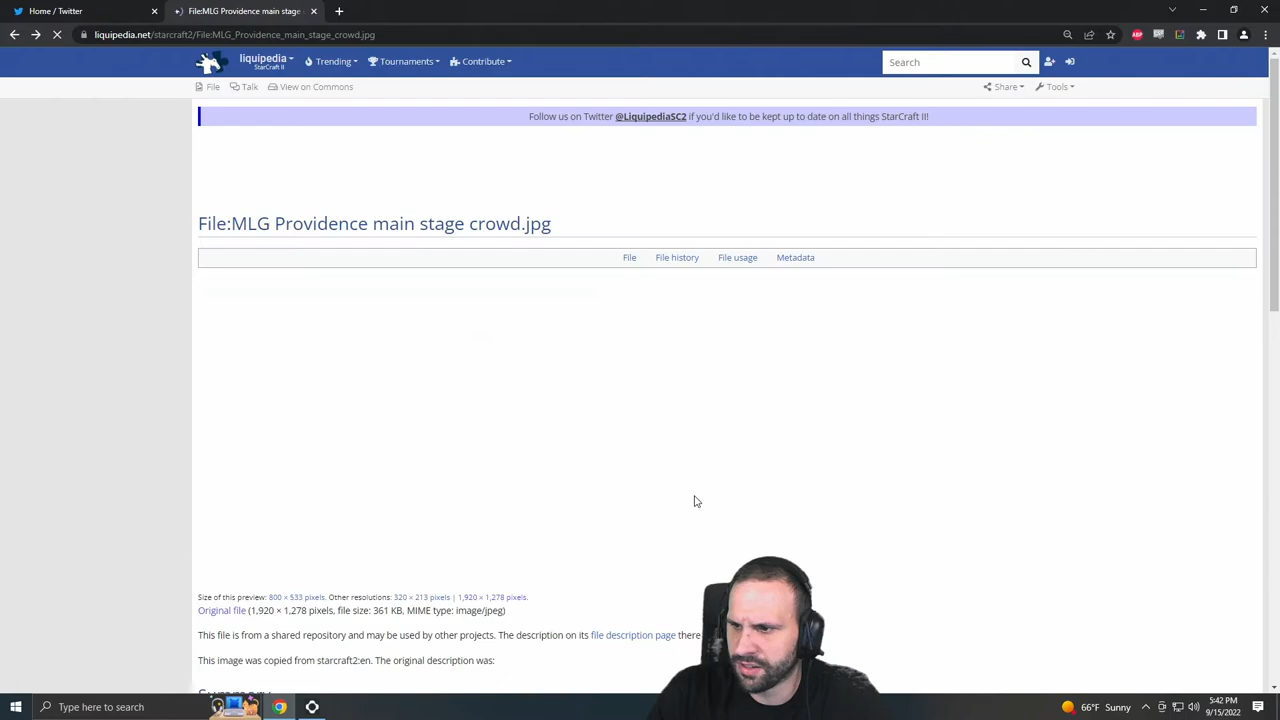 Home / Twitter
File:MLG Providence main stage
liquipedia.net/starcraft2/File:MLG_Providence_main_stage_crowd.jpg
ABP
liquipedia
StarCraft II
Trending
Tournaments
Contribute
Search
File
Talk
View on Commons
Share
Tools
Follow us on Twitter @LiquipediaSC2 if you'd like to be kept up to date on all things StarCraft II!
File:MLG Providence main stage crowd.jpg
File
File history
File usage
Metadata
Size of this preview: 800 × 533 pixels. Other resolutions: 320 × 213 pixels | 1,920 × 1,278 pixels.
Original file (1,920 × 1,278 pixels, file size: 361 KB, MIME type: image/jpeg)
This file is from a shared repository and may be used by other projects. The description on its file description page there
This image was copied from starcraft2:en. The original description was:
Type here to search
66°F Sunny
5:42 PM
9/15/2022